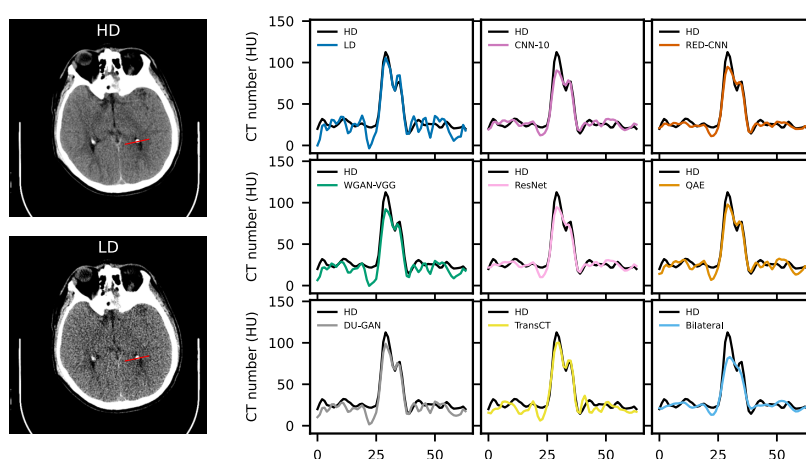 HD
LD
CT number (HU)
150
100
50
0
HD
LD
HD
CNN-10
HD
RED-CNN
CT number (HU)
150
100
50
0
HD
WGAN-VGG
HD
ResNet
HD
QAE
CT number (HU)
150
100
50
0
HD
DU-GAN
HD
TransCT
HD
Bilateral
0 25 50
0 25 50
0 25 50